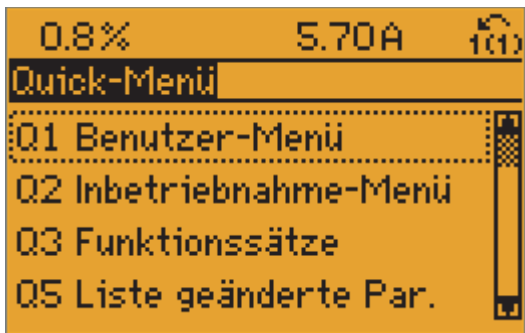 0.8% 5.70A 1(1)
Quick-Menü
Q1 Benutzer-Menü
Q2 Inbetriebnahme-Menü
Q3 Funktionssätze
Q5 Liste geänderte Par.